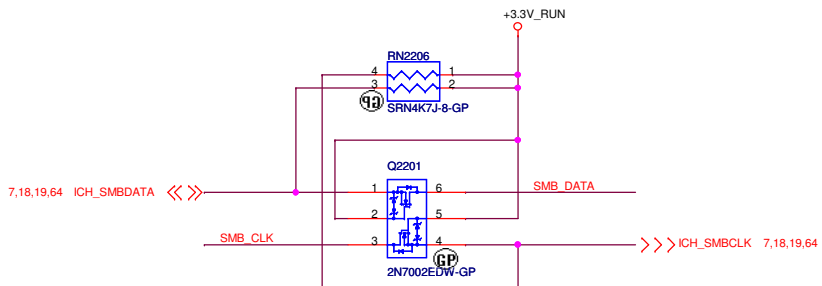 +3.3V_RUN
RN2206
4 1
3 2
GP
SRN4K7J-8-GP
Q2201
7,18,19,64 ICH_SMBDATA 1 6 SMB_DATA
2 5
SMB_CLK 3 4 ICH_SMBCLK 7,18,19,64
GP
2N7002EDW-GP